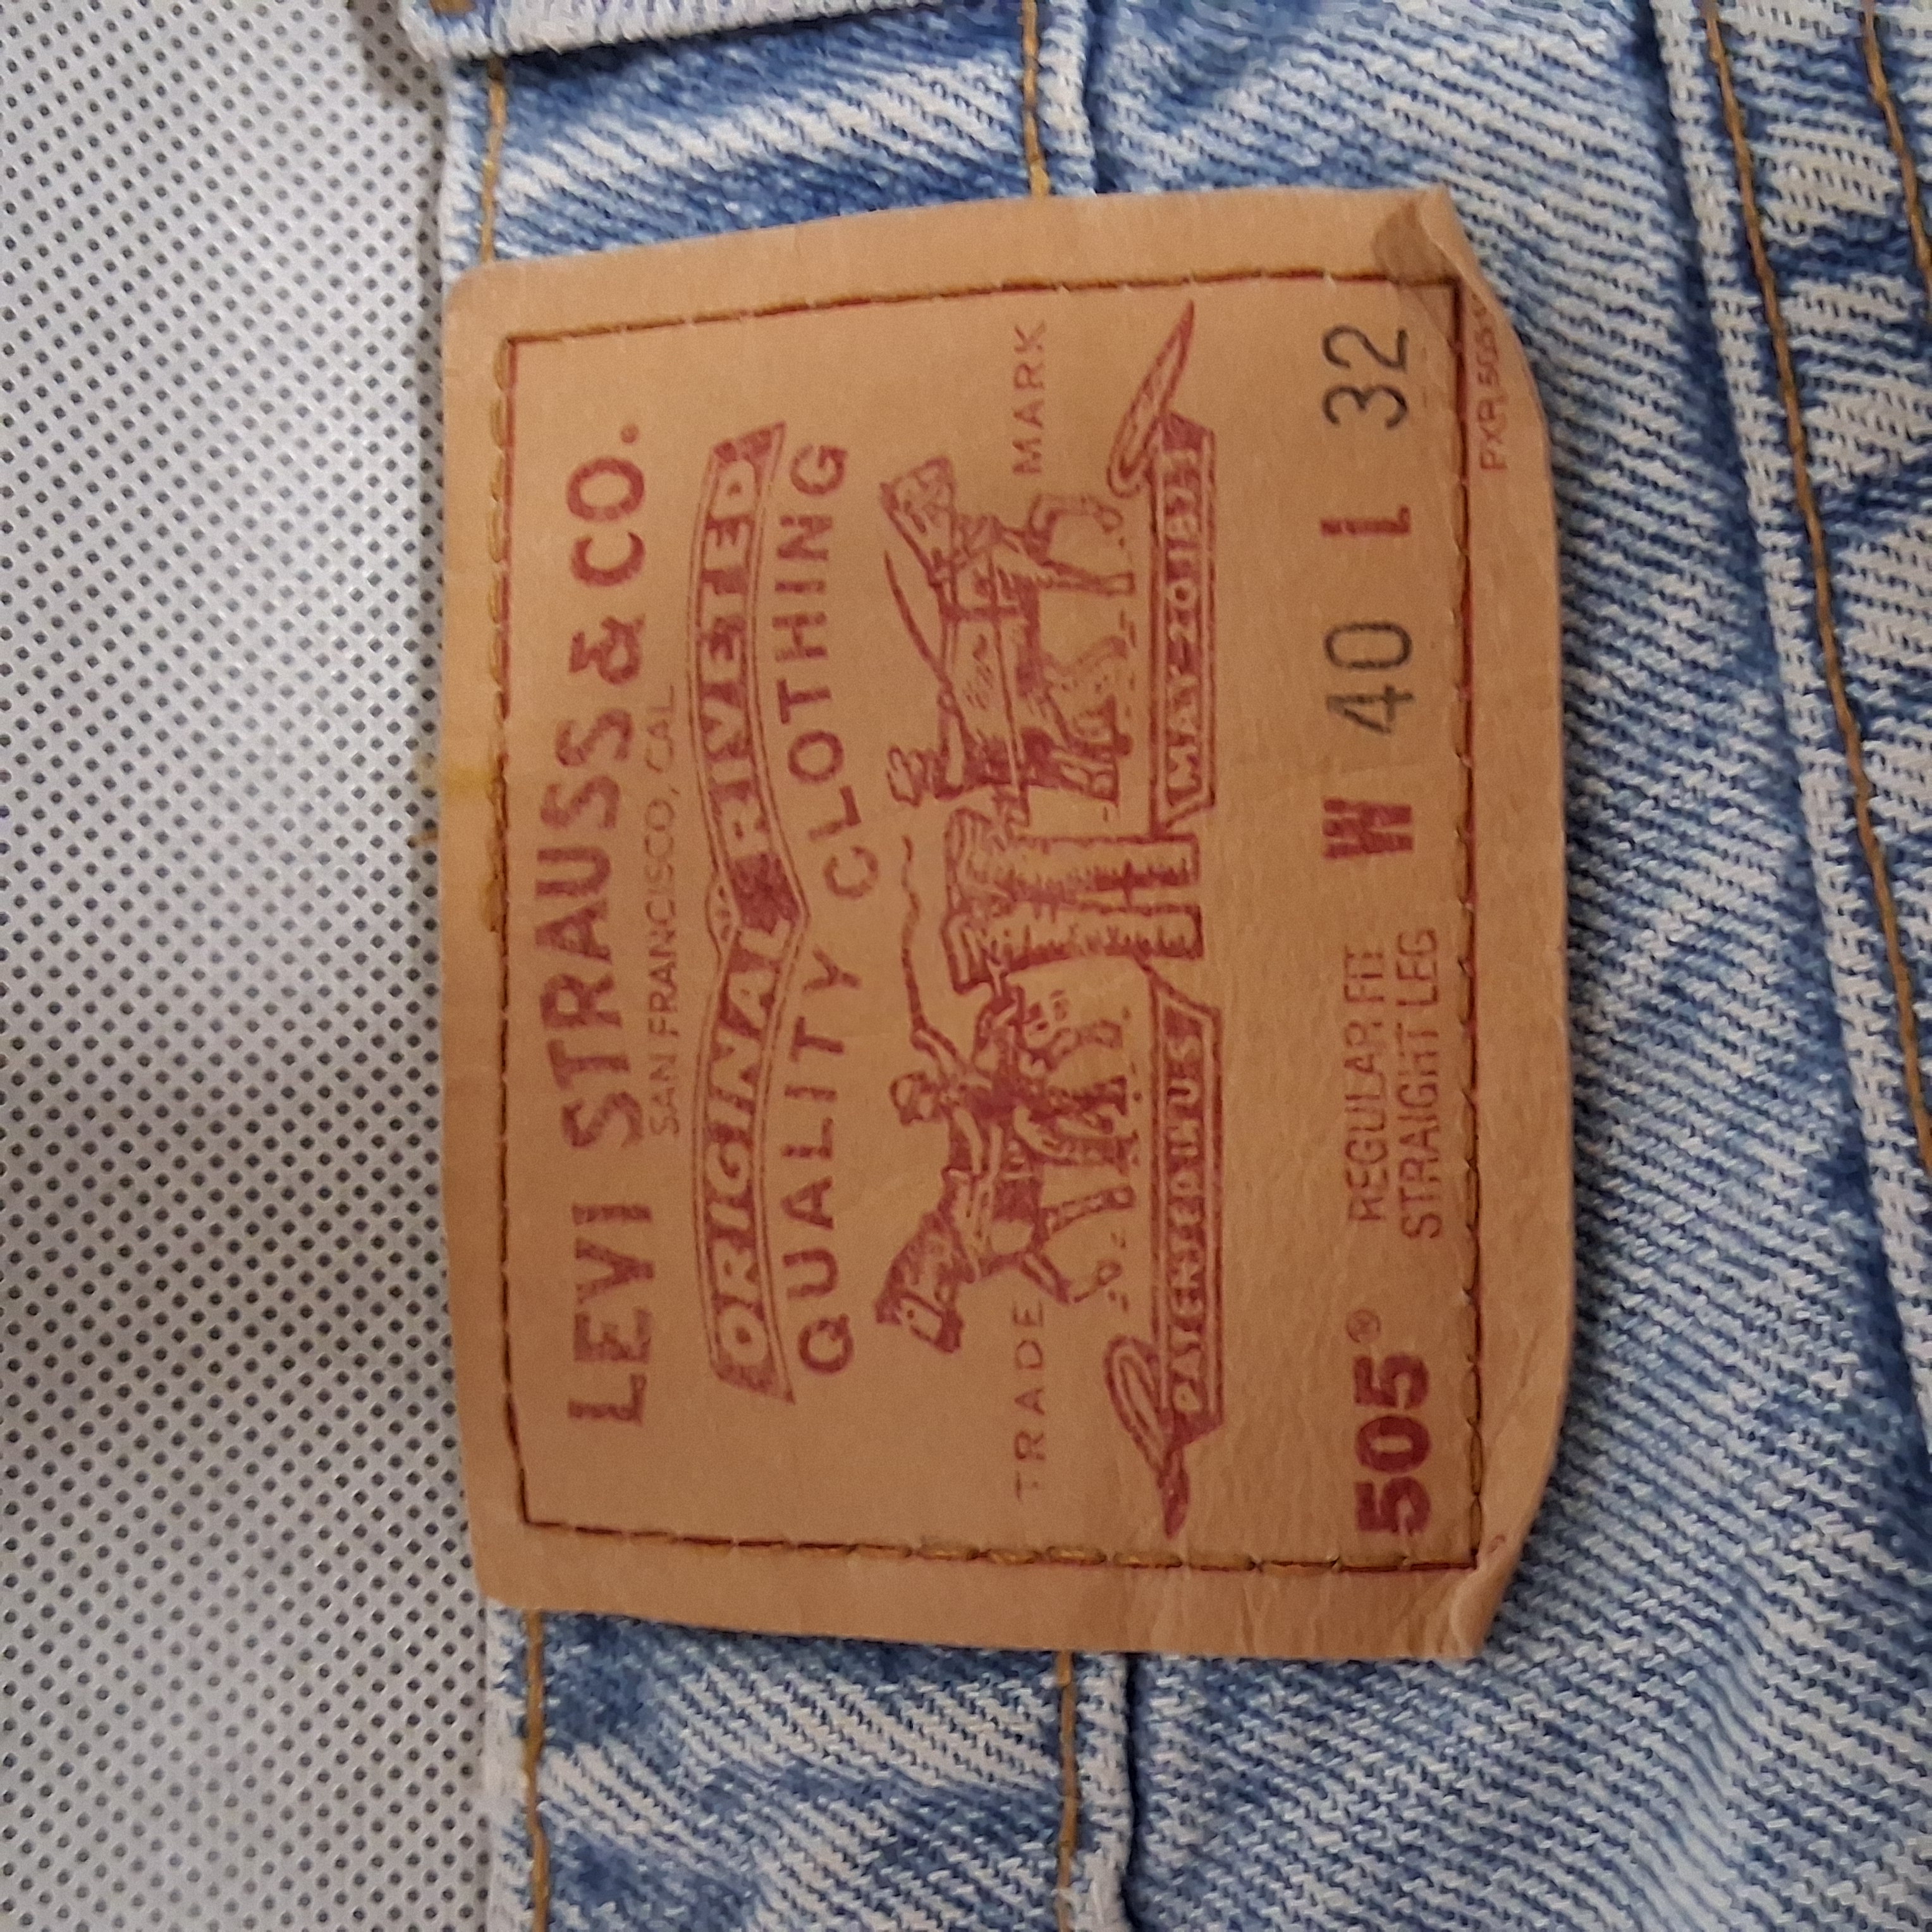 LEVI STRAUSS & CO.
SAN FRANCISCO, CAL
ORIGINAL RIVETED
QUALITY CLOTHING
TRADE MARK
PATENTED IN U.S. MAY 20 1873
505® REGULAR FIT
STRAIGHT LEG
W 40 L 32